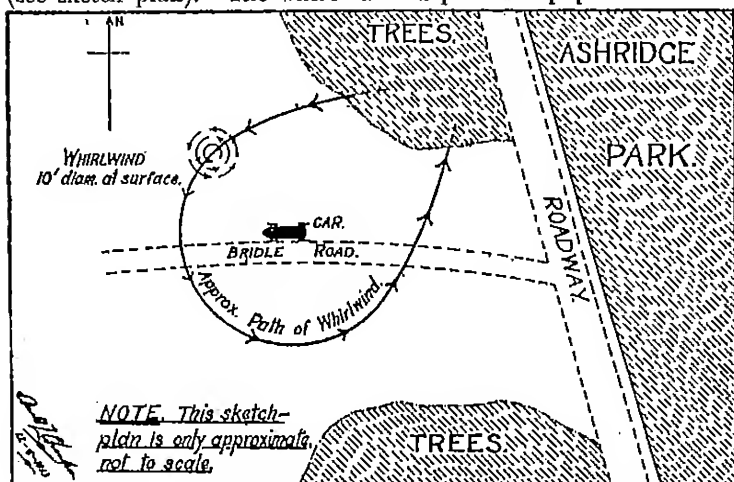 TREES.
ASHRIDGE
PARK.
WHIRLWIND
10' diam. at surface.
CAR.
BRIDLE ROAD.
ROADWAY.
Approx. Path of Whirlwind.
NOTE. This sketch-
plan is only approximate,
not to scale.
TREES.